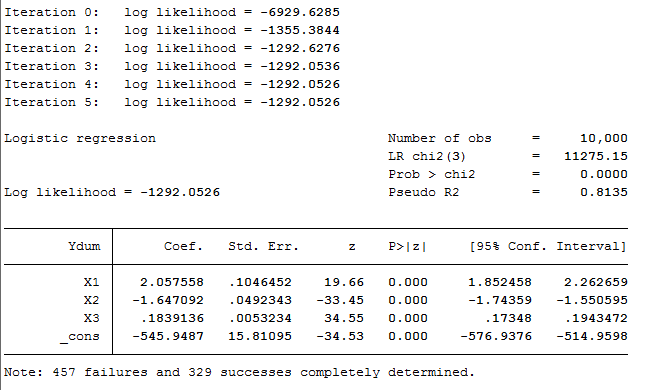 Iteration 0:   log likelihood = -6929.6285
Iteration 1:   log likelihood = -1355.3844
Iteration 2:   log likelihood = -1292.6276
Iteration 3:   log likelihood = -1292.0536
Iteration 4:   log likelihood = -1292.0526
Iteration 5:   log likelihood = -1292.0526
Logistic regression                             Number of obs     =     10,000
LR chi2(3)        =   11275.15
Prob > chi2       =     0.0000
Log likelihood = -1292.0526                     Pseudo R2         =     0.8135
Ydum |      Coef.   Std. Err.      z    P>|z|     [95% Conf. Interval]
X1 |   2.057558   .1046452    19.66   0.000     1.852458    2.262659
X2 |  -1.647092   .0492343   -33.45   0.000     -1.74359   -1.550595
X3 |   .1839136   .0053234    34.55   0.000       .17348    .1943472
_cons |  -545.9487   15.81095   -34.53   0.000    -576.9376   -514.9598
Note: 457 failures and 329 successes completely determined.